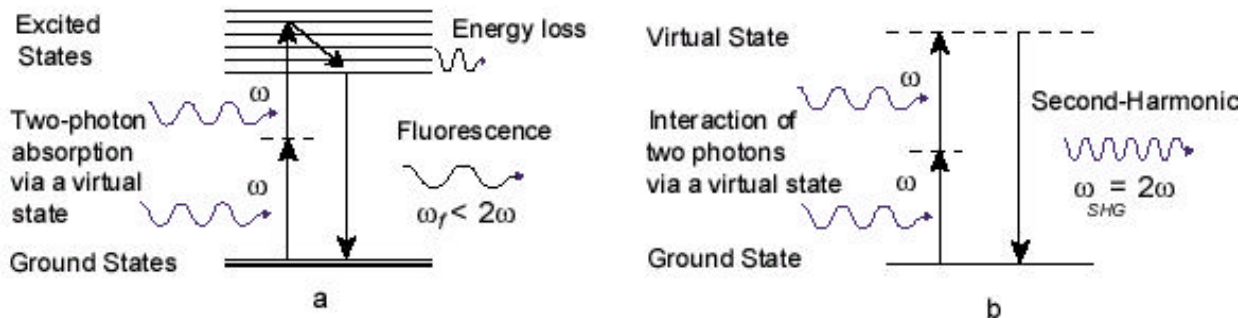 Excited
States
Energy loss
ω
Two-photon
absorption
via a virtual
state
ω
Fluorescence
ω_f < 2ω
Ground States
a
Virtual State
ω
Second-Harmonic
Interaction of
two photons
via a virtual state
ω
ω_SHG = 2ω
Ground State
b